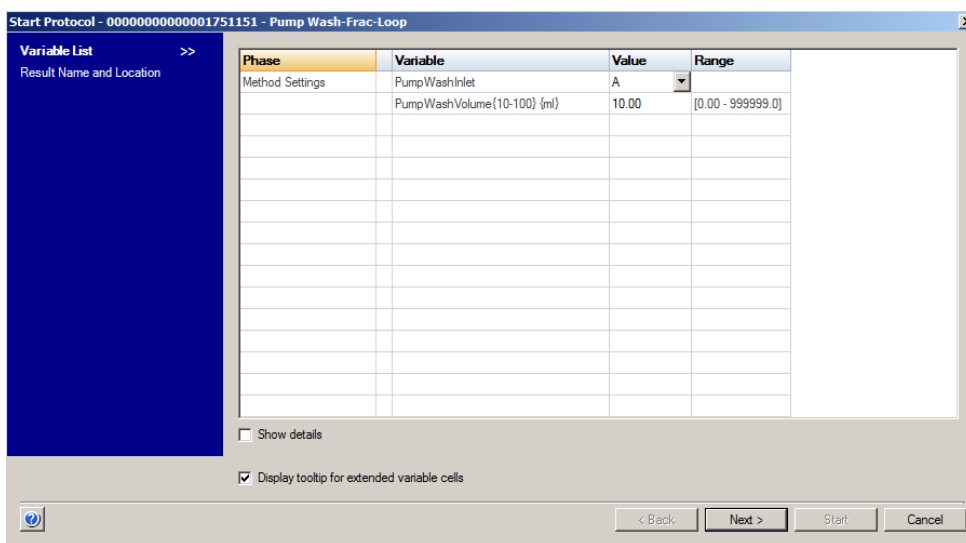 Start Protocol - 00000000000001751151 - Pump Wash-Frac-Loop
Variable List >>
Result Name and Location
Phase Variable Value Range
Method Settings PumpWashInlet A
PumpWashVolume{10-100} {ml} 10.00 [0.00 - 999999.0]
Show details
Display tooltip for extended variable cells
< Back Next > Start Cancel